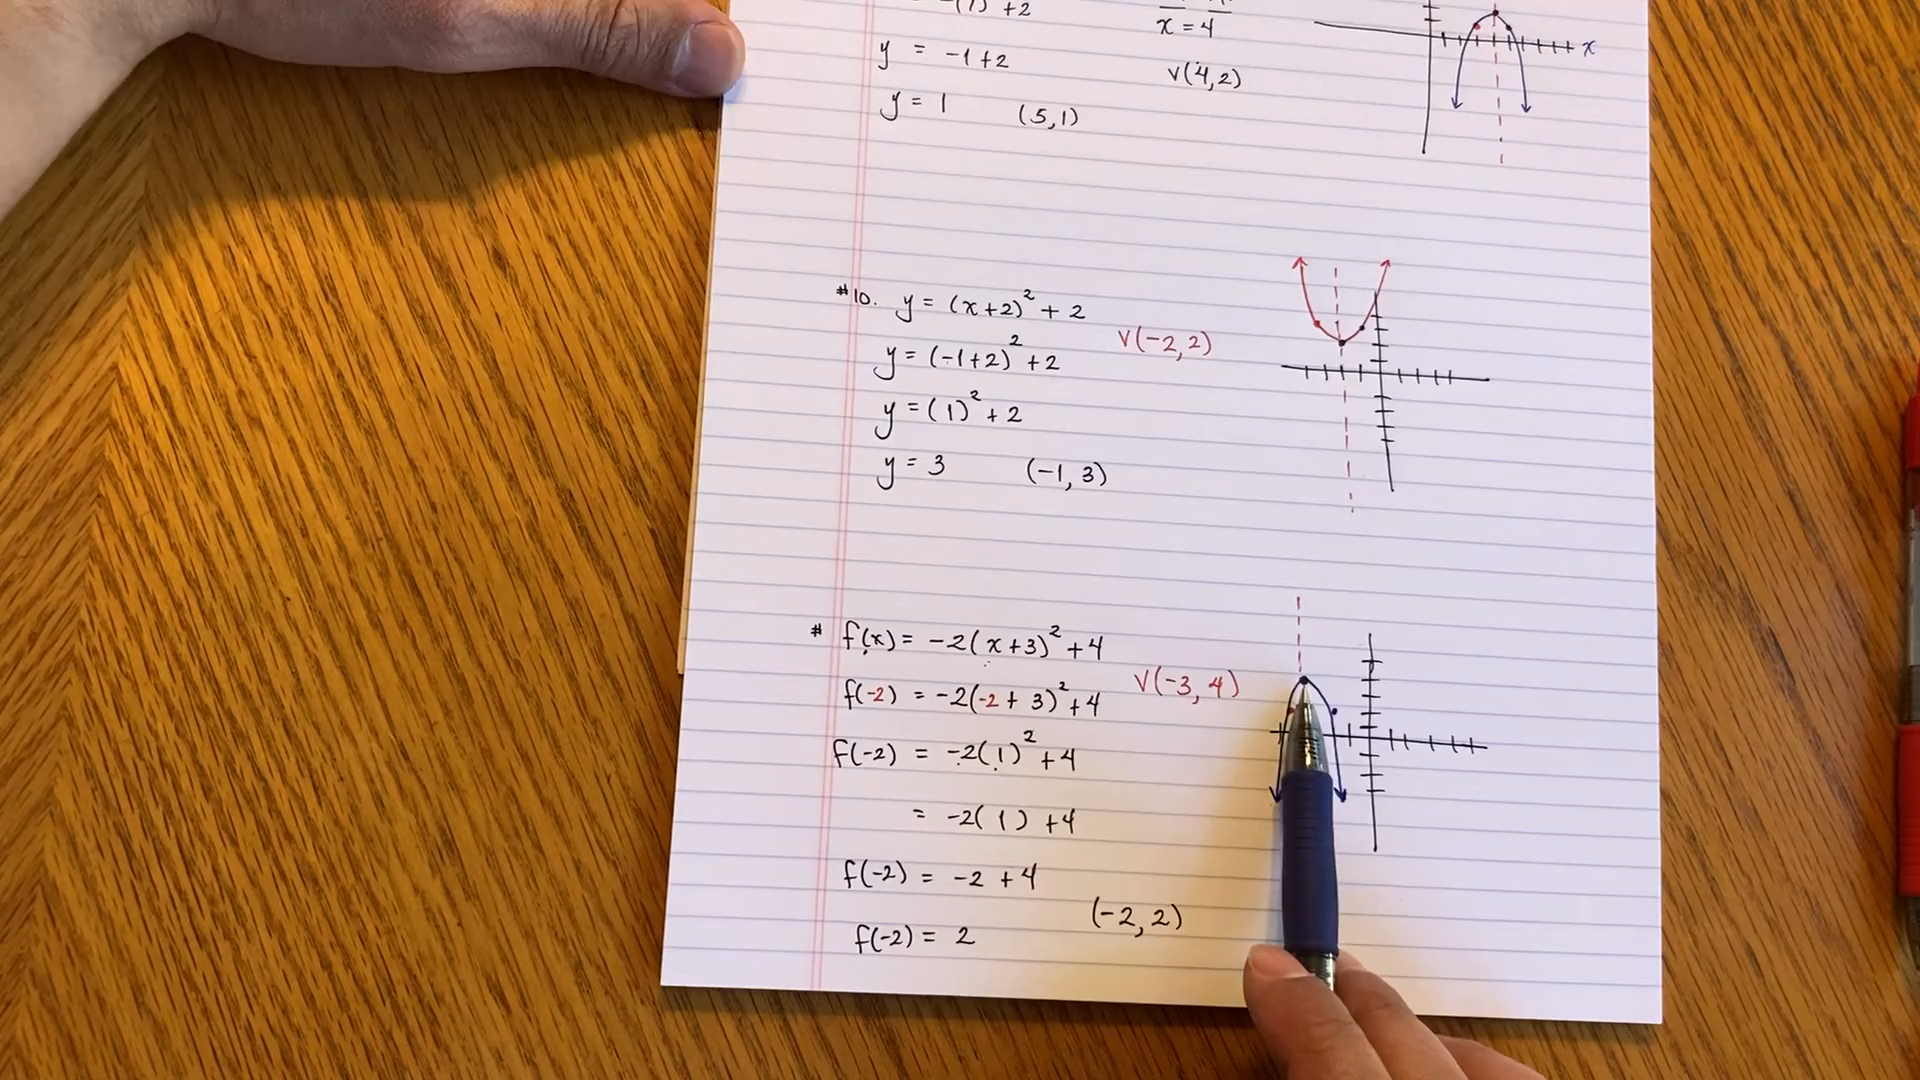 +2
x = 4
x
y = -1 + 2
V(4, 2)
y = 1 (5, 1)
#10. y = (x+2)² + 2
V(-2, 2)
y = (-1+2)² + 2
y = (1)² + 2
y = 3 (-1, 3)
# f(x) = -2(x+3)² + 4
V(-3, 4)
f(-2) = -2(-2 + 3)² + 4
f(-2) = -2(1)² + 4
= -2(1) + 4
f(-2) = -2 + 4
(-2, 2)
f(-2) = 2